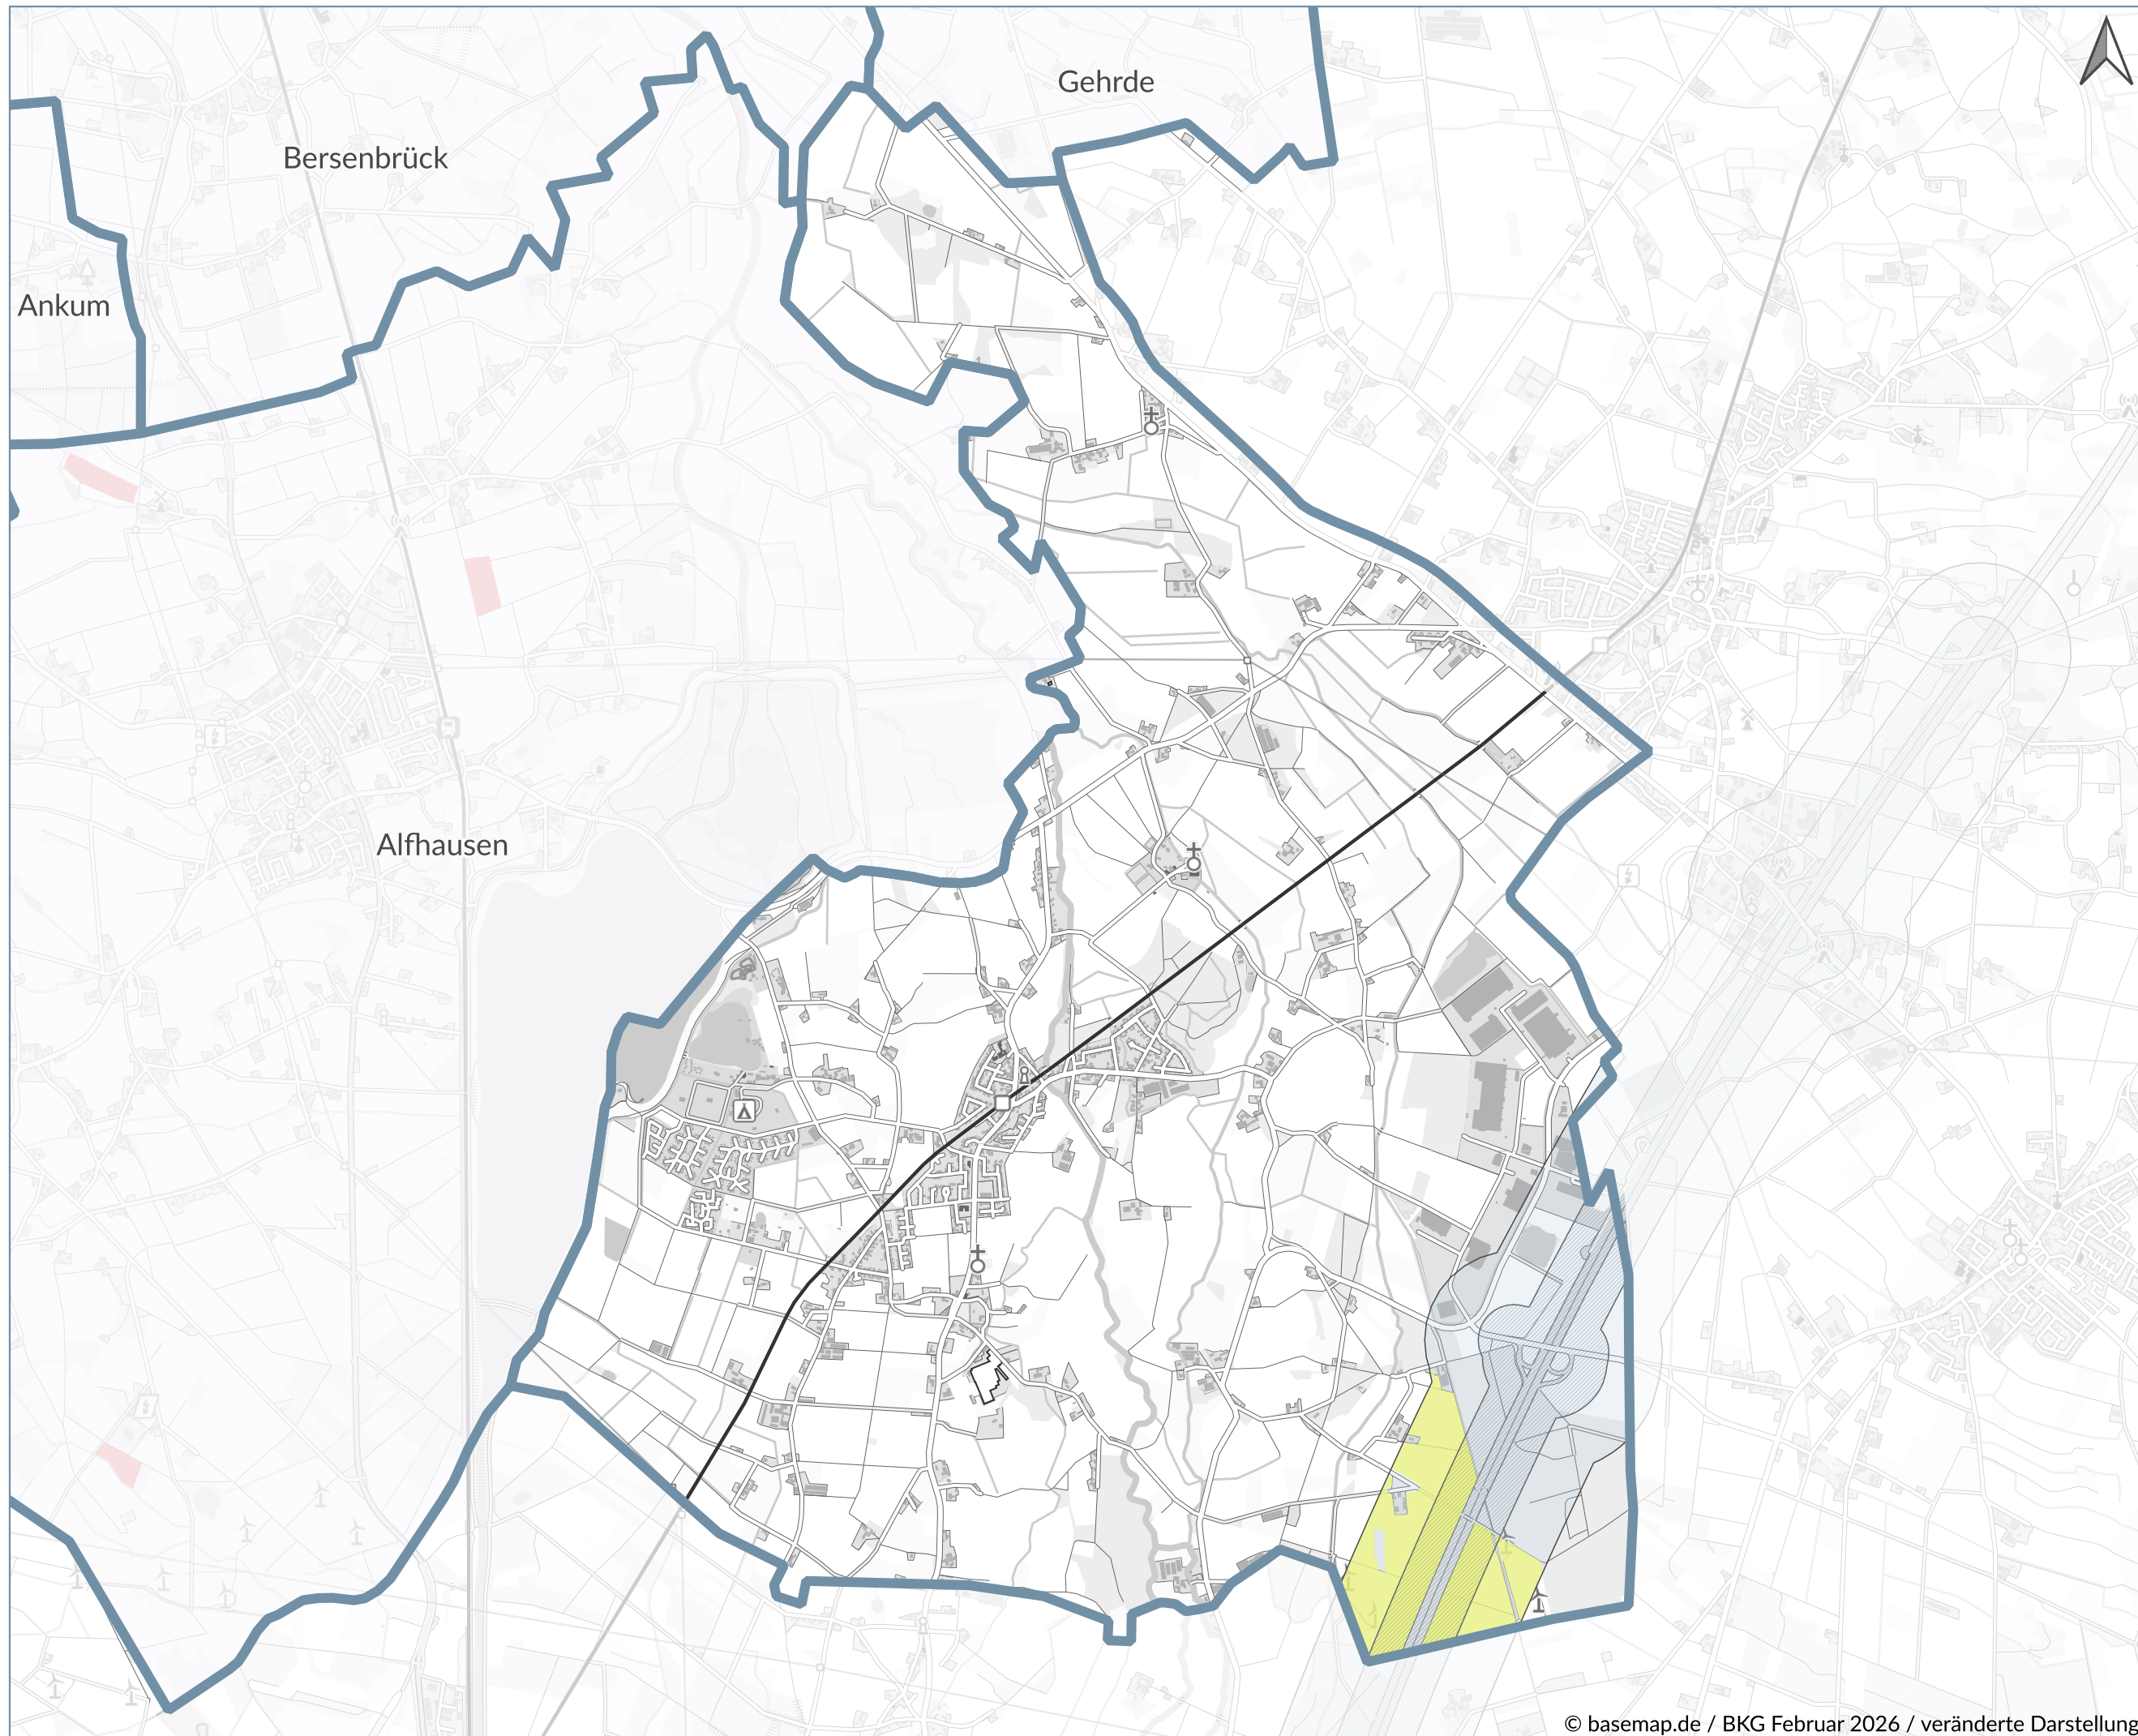 Gehrde
Bersenbrück
Ankum
Alfhausen
© basemap.de / BKG Februar 2026 / veränderte Darstellung